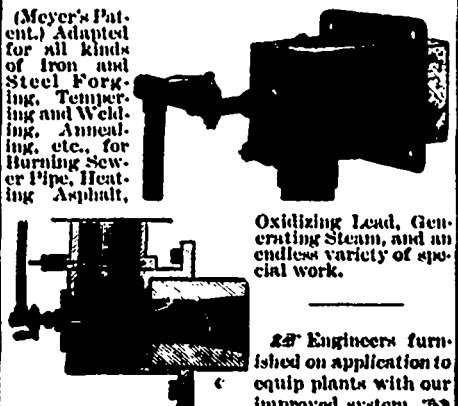 (Meyer's Pat-
ent.) Adapted
for all kinds
of Iron and
Steel Forg-
ing, Temper-
ing and Weld-
ing, Anneal-
ing, etc., for
Burning Sew-
er Pipe, Heat-
ing Asphalt,
Oxidizing Lead, Gen-
erating Steam, and an
endless variety of spe-
cial work.
Engineers furn-
ished on application to
equip plants with our
improved system.